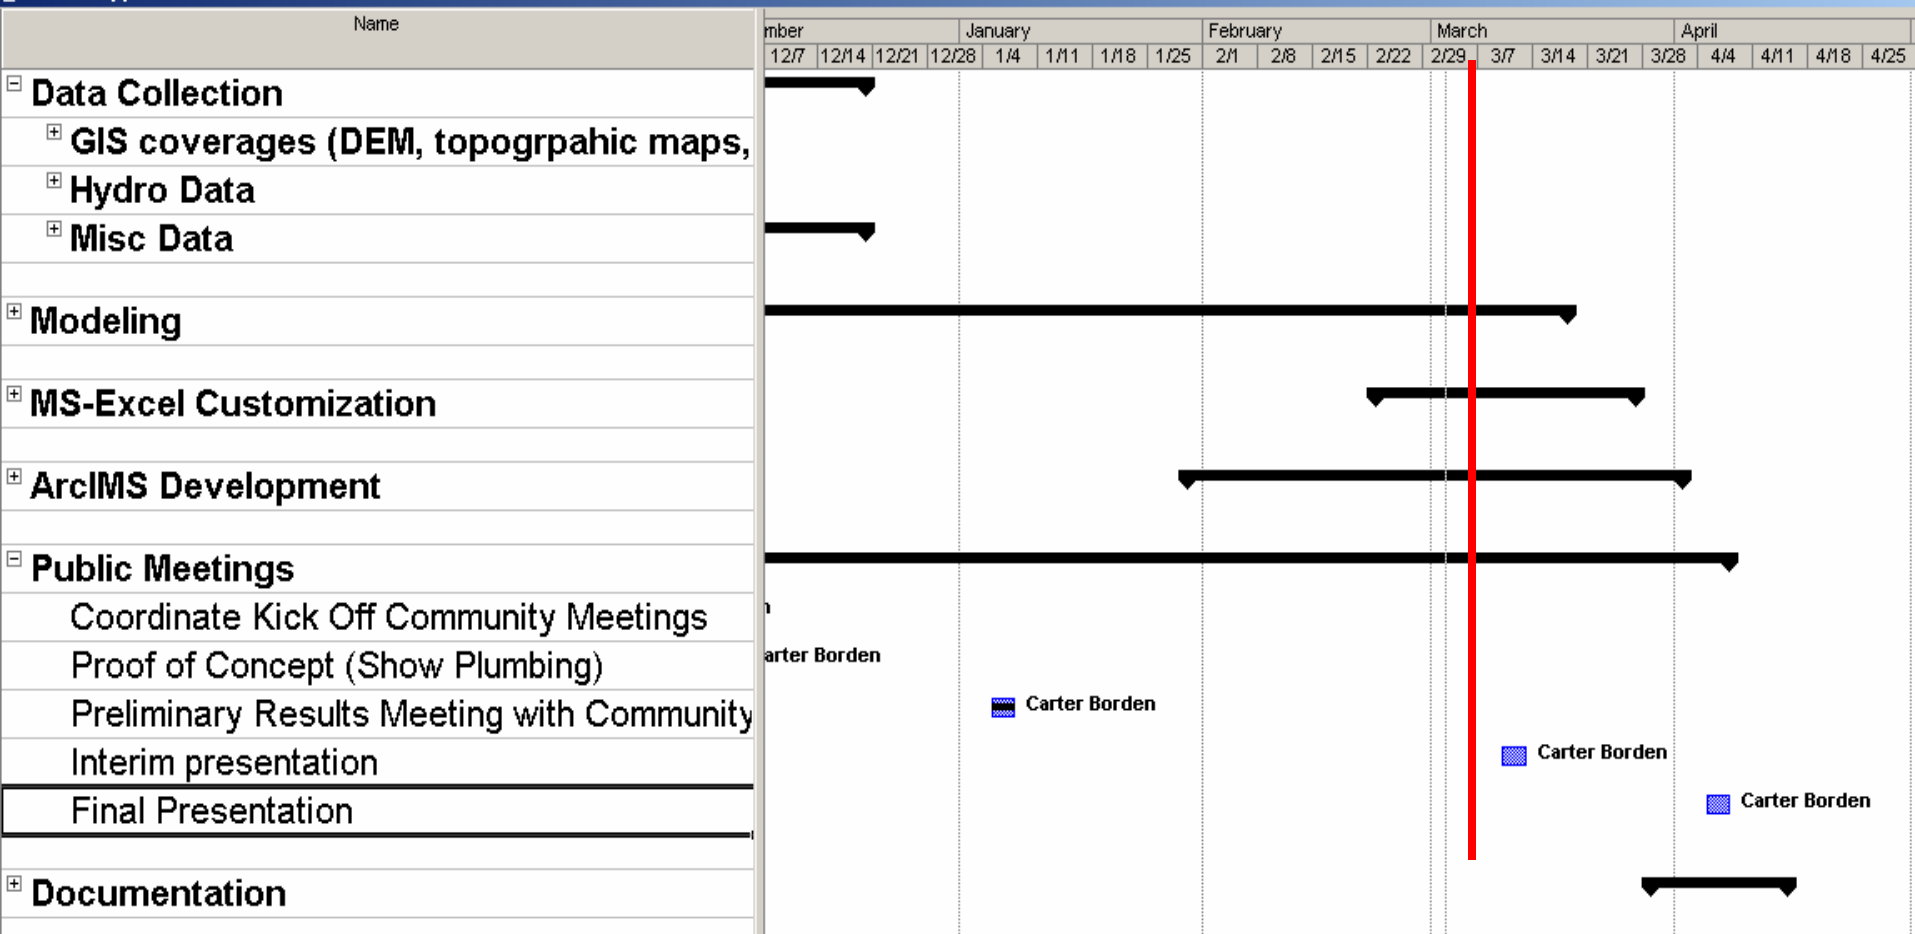 Name
mber January February March April
12/7 12/14 12/21 12/28 1/4 1/11 1/18 1/25 2/1 2/8 2/15 2/22 2/29 3/7 3/14 3/21 3/28 4/4 4/11 4/18 4/25
Data Collection
GIS coverages (DEM, topogrpahic maps,
Hydro Data
Misc Data
Modeling
MS-Excel Customization
ArcIMS Development
Public Meetings
Coordinate Kick Off Community Meetings
Proof of Concept (Show Plumbing) arter Borden
Preliminary Results Meeting with Community Carter Borden
Interim presentation Carter Borden
Final Presentation Carter Borden
Documentation